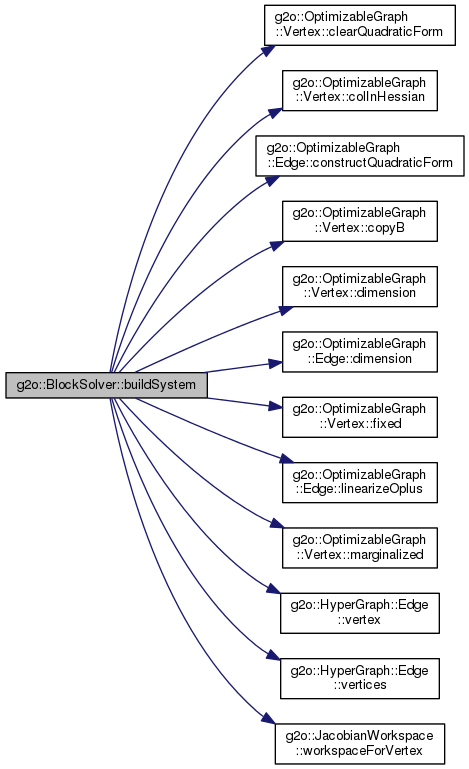 g2o::OptimizableGraph
::Vertex::clearQuadraticForm
g2o::OptimizableGraph
::Vertex::colInHessian
g2o::OptimizableGraph
::Edge::constructQuadraticForm
g2o::OptimizableGraph
::Vertex::copyB
g2o::OptimizableGraph
::Vertex::dimension
g2o::OptimizableGraph
::Edge::dimension
g2o::BlockSolver::buildSystem
g2o::OptimizableGraph
::Vertex::fixed
g2o::OptimizableGraph
::Edge::linearizeOplus
g2o::OptimizableGraph
::Vertex::marginalized
g2o::HyperGraph::Edge
::vertex
g2o::HyperGraph::Edge
::vertices
g2o::JacobianWorkspace
::workspaceForVertex